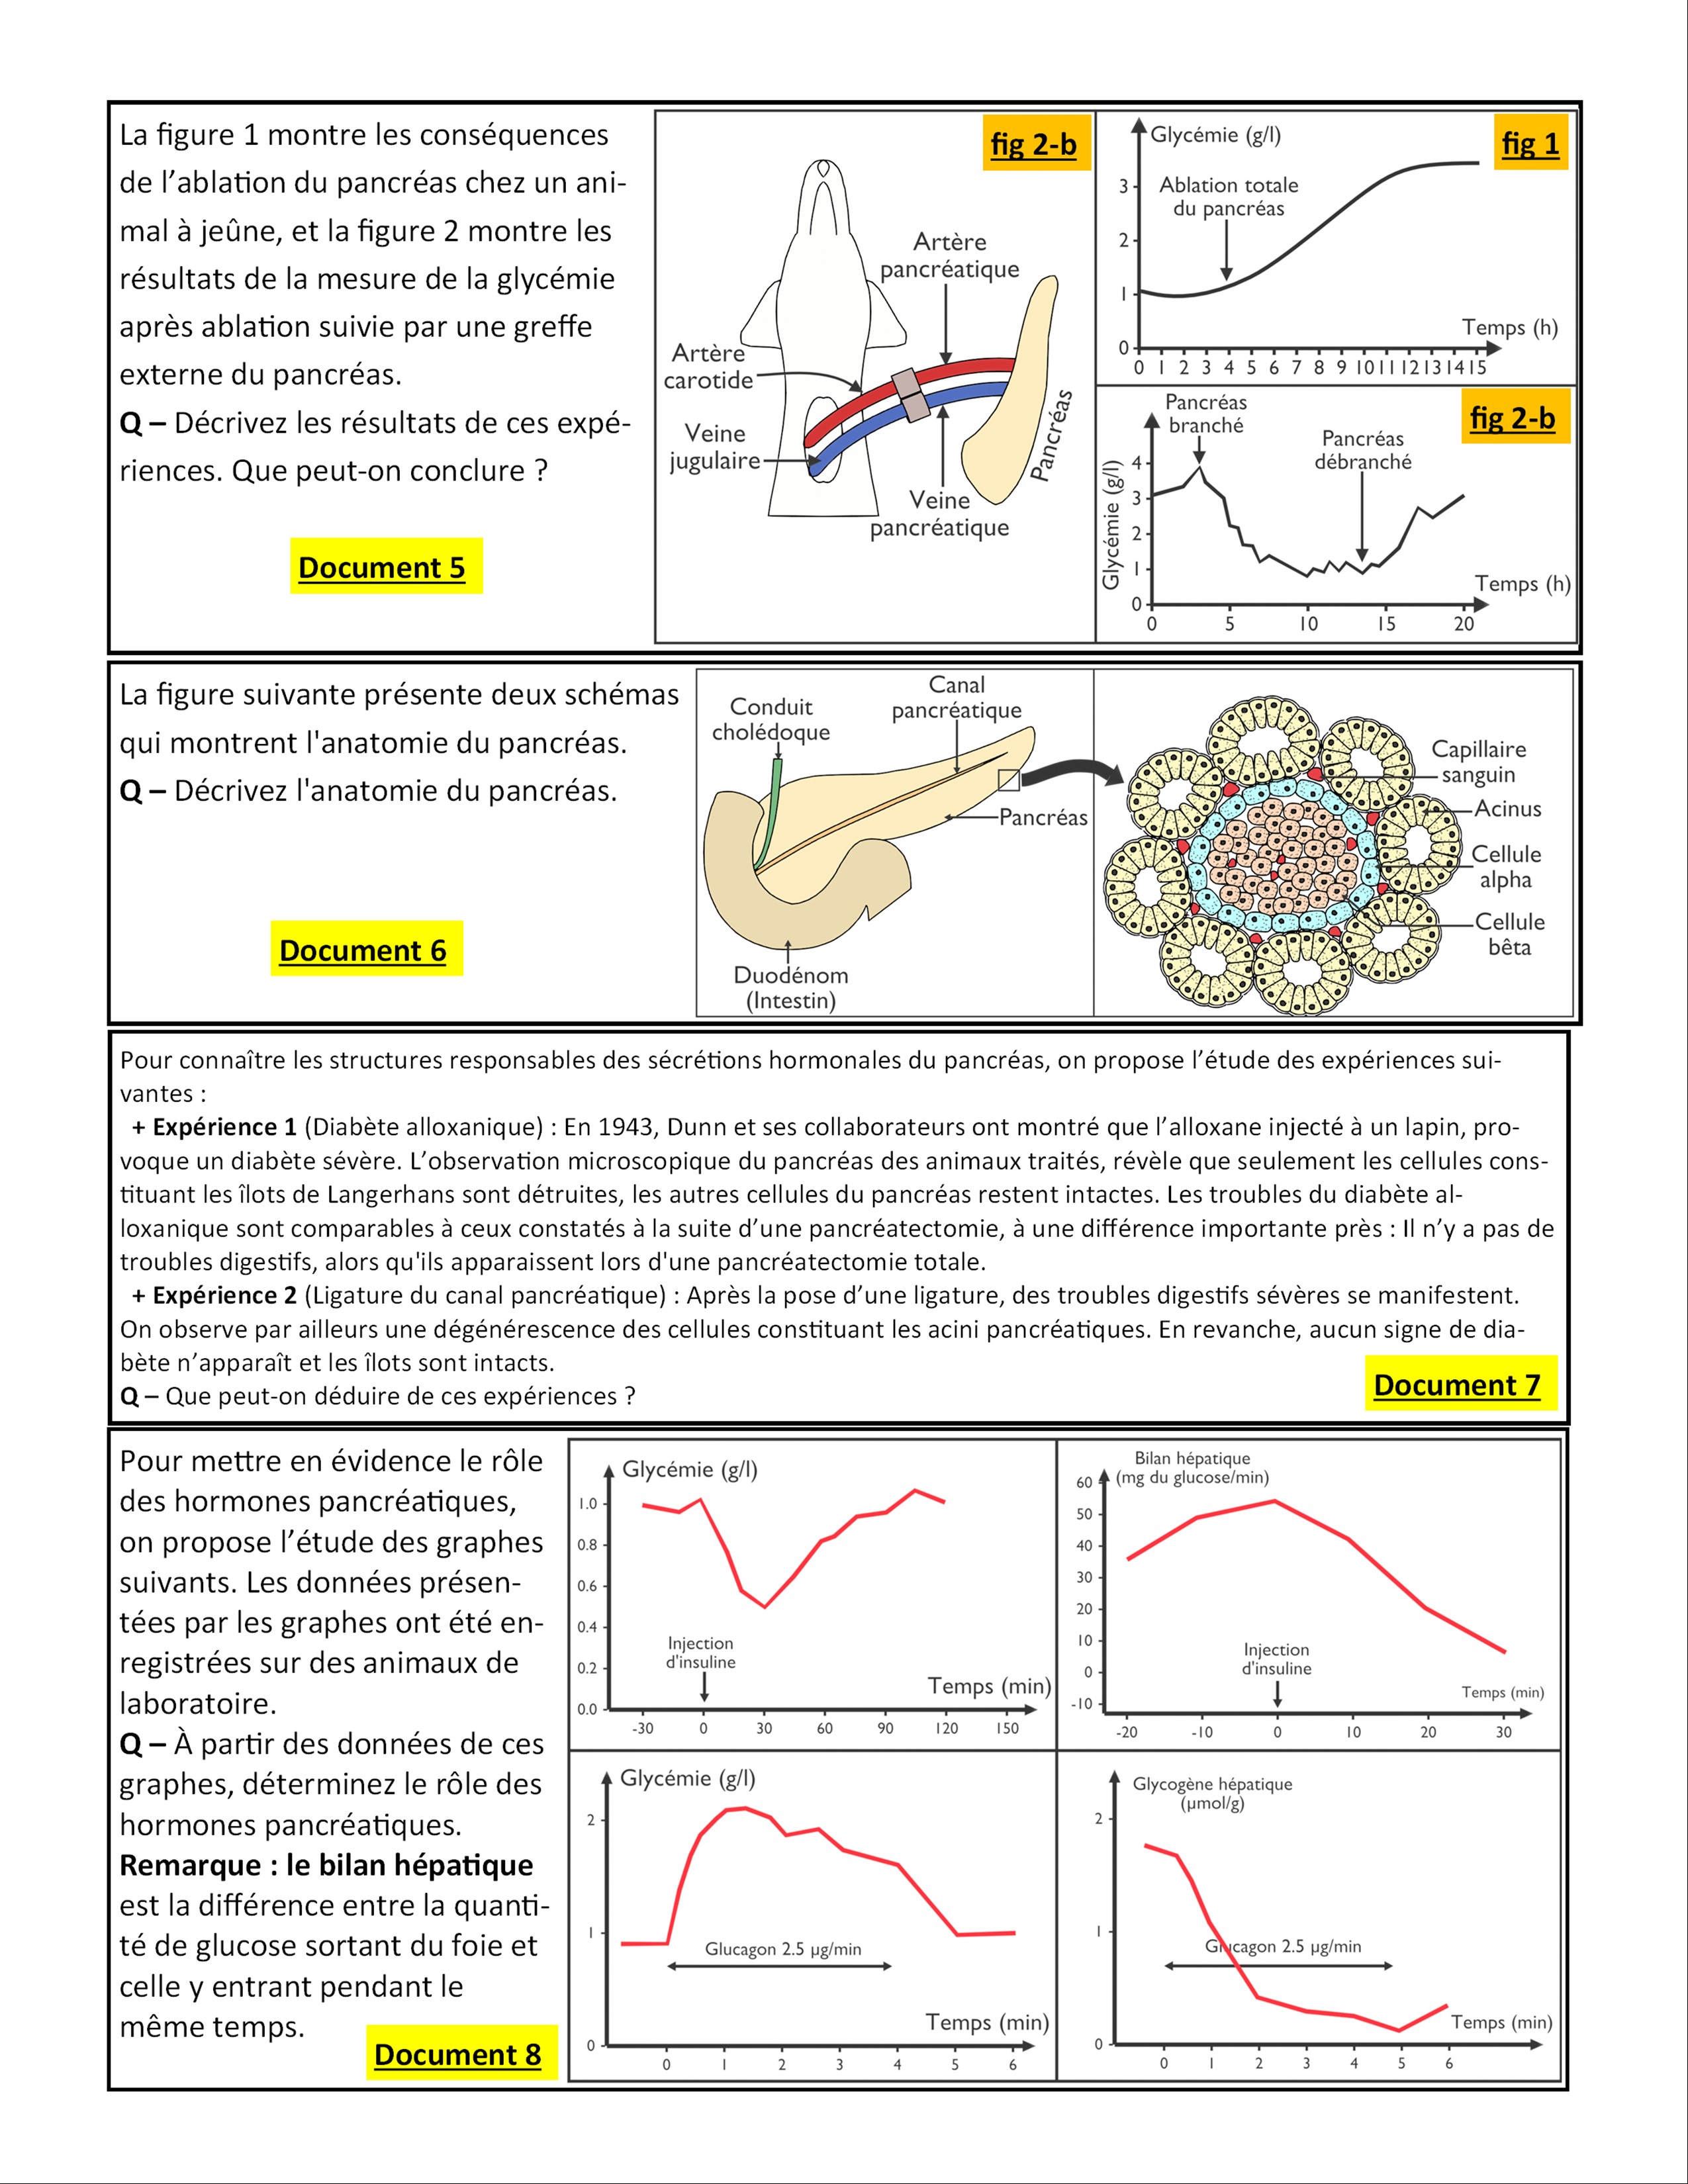 La figure 1 montre les conséquences
de l’ablation du pancréas chez un ani-
mal à jeûne, et la figure 2 montre les
résultats de la mesure de la glycémie
après ablation suivie par une greffe
externe du pancréas.
Q – Décrivez les résultats de ces expé-
riences. Que peut-on conclure ?
Document 5
fig 2-b
Artère
pancréatique
Artère
carotide
Veine
jugulaire
Veine
pancréatique
Pancréas
fig 1
Glycémie (g/l)
Ablation totale
du pancréas
3
2
1
0
Temps (h)
0 1 2 3 4 5 6 7 8 9 10 11 12 13 14 15
fig 2-b
Pancréas
branché
Pancréas
débranché
Glycémie (g/l)
4
3
2
1
0
Temps (h)
0 5 10 15 20
La figure suivante présente deux schémas
qui montrent l'anatomie du pancréas.
Q – Décrivez l'anatomie du pancréas.
Document 6
Conduit
cholédoque
Canal
pancréatique
Pancréas
Duodénom
(Intestin)
Capillaire
sanguin
Acinus
Cellule
alpha
Cellule
bêta
Pour connaître les structures responsables des sécrétions hormonales du pancréas, on propose l’étude des expériences sui-
vantes :
+ Expérience 1 (Diabète alloxanique) : En 1943, Dunn et ses collaborateurs ont montré que l’alloxane injecté à un lapin, pro-
voque un diabète sévère. L’observation microscopique du pancréas des animaux traités, révèle que seulement les cellules cons-
tituant les îlots de Langerhans sont détruites, les autres cellules du pancréas restent intactes. Les troubles du diabète al-
loxanique sont comparables à ceux constatés à la suite d’une pancréatectomie, à une différence importante près : Il n’y a pas de
troubles digestifs, alors qu'ils apparaissent lors d'une pancréatectomie totale.
+ Expérience 2 (Ligature du canal pancréatique) : Après la pose d’une ligature, des troubles digestifs sévères se manifestent.
On observe par ailleurs une dégénérescence des cellules constituant les acini pancréatiques. En revanche, aucun signe de dia-
bète n’apparaît et les îlots sont intacts.
Q – Que peut-on déduire de ces expériences ?
Document 7
Pour mettre en évidence le rôle
des hormones pancréatiques,
on propose l’étude des graphes
suivants. Les données présen-
tées par les graphes ont été en-
registrées sur des animaux de
laboratoire.
Q – À partir des données de ces
graphes, déterminez le rôle des
hormones pancréatiques.
Remarque : le bilan hépatique
est la différence entre la quanti-
té de glucose sortant du foie et
celle y entrant pendant le
même temps.
Document 8
Glycémie (g/l)
1.0
0.8
0.6
0.4
0.2
0.0
Injection
d'insuline
Temps (min)
-30 0 30 60 90 120 150
Bilan hépatique
(mg du glucose/min)
60
50
40
30
20
10
0
-10
Injection
d'insuline
Temps (min)
-20 -10 0 10 20 30
Glycémie (g/l)
2
1
0
Glucagon 2.5 µg/min
Temps (min)
0 1 2 3 4 5 6
Glycogène hépatique
(µmol/g)
2
1
0
Glucagon 2.5 µg/min
Temps (min)
0 1 2 3 4 5 6